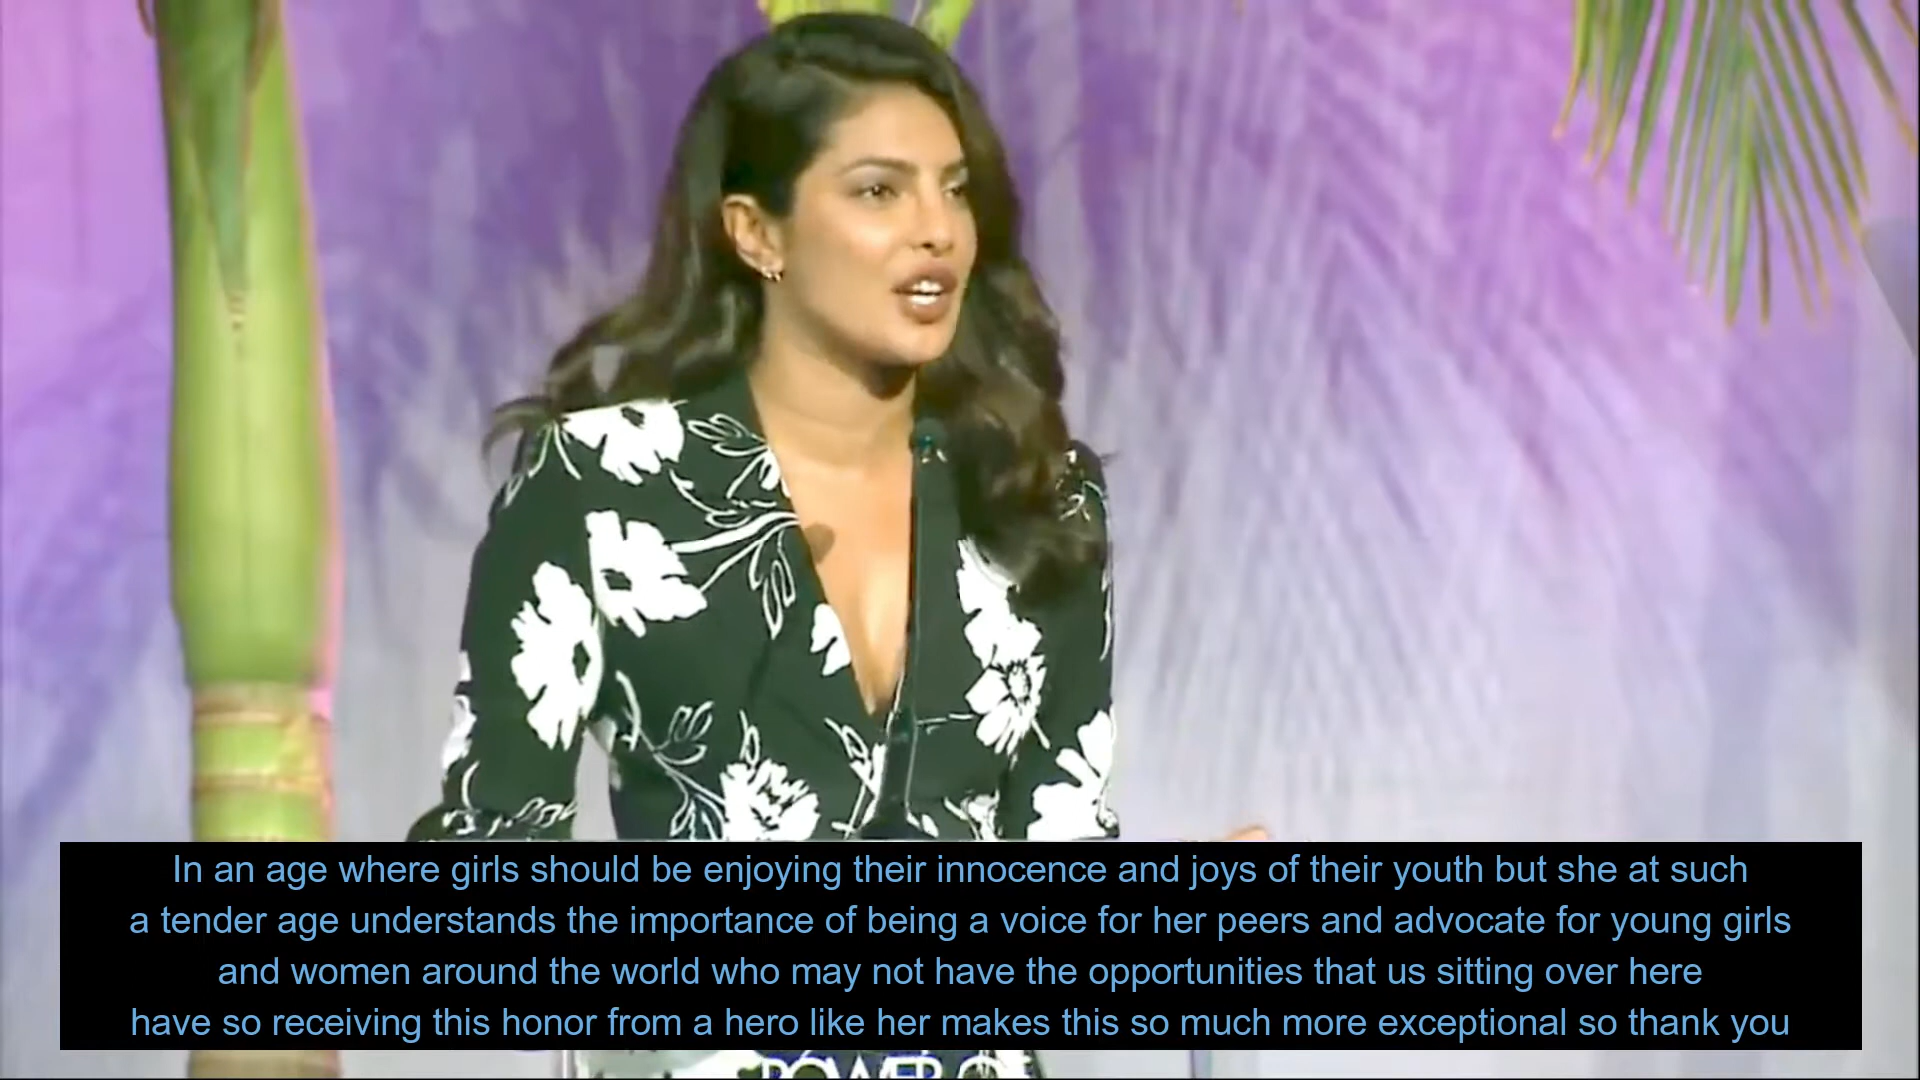 In an age where girls should be enjoying their innocence and joys of their youth but she at such
a tender age understands the importance of being a voice for her peers and advocate for young girls
and women around the world who may not have the opportunities that us sitting over here
have so receiving this honor from a hero like her makes this so much more exceptional so thank you
POWER OF